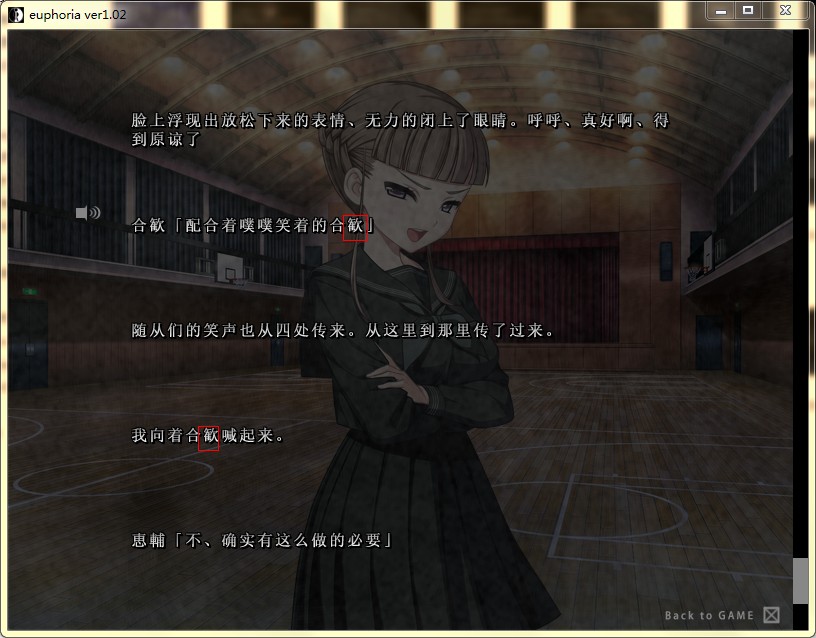 euphoria ver1.02
脸上浮现出放松下来的表情、无力的闭上了眼睛。呼呼、真好啊、得
到原谅了
合歓「配合着噗噗笑着的合歓」
随从们的笑声也从四处传来。从这里到那里传了过来。
我向着合歓喊起来。
惠輔「不、确实有这么做的必要」
Back to GAME